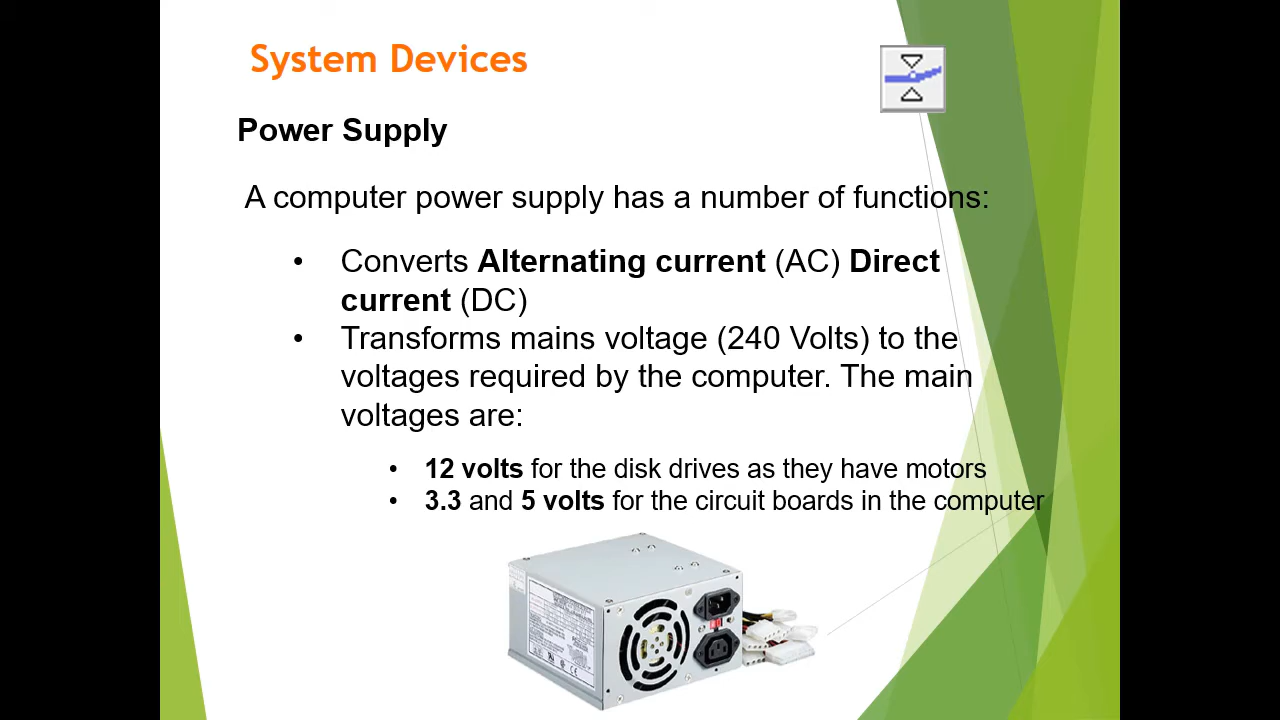 System Devices
Power Supply
A computer power supply has a number of functions:
• Converts Alternating current (AC) Direct
current (DC)
• Transforms mains voltage (240 Volts) to the
voltages required by the computer. The main
voltages are:
• 12 volts for the disk drives as they have motors
• 3.3 and 5 volts for the circuit boards in the computer